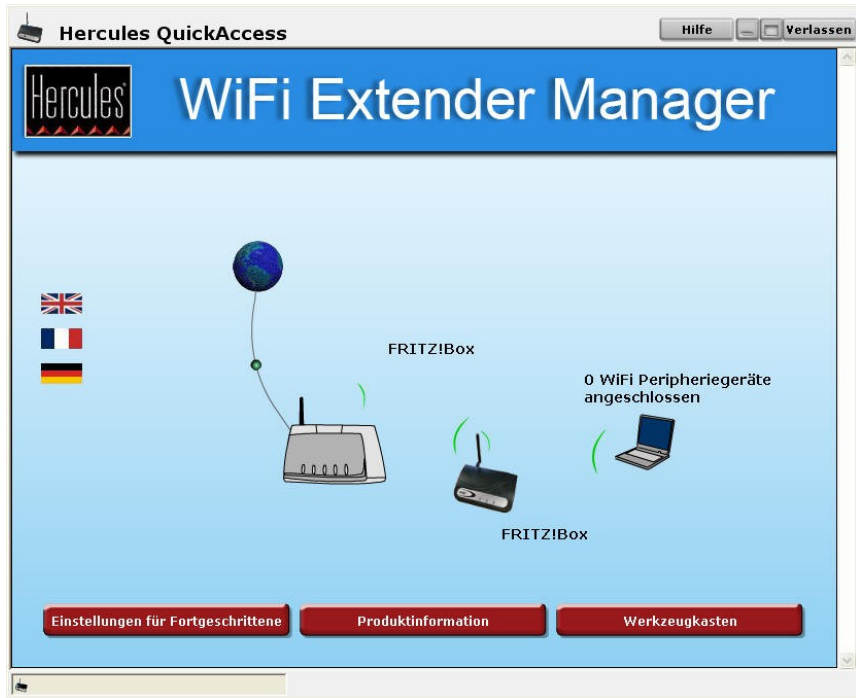 Hercules QuickAccess
Hilfe
Verlassen
Hercules®
WiFi Extender Manager
FRITZ!Box
0 WiFi Peripheriegeräte
angeschlossen
FRITZ!Box
Einstellungen für Fortgeschrittene
Produktinformation
Werkzeugkasten